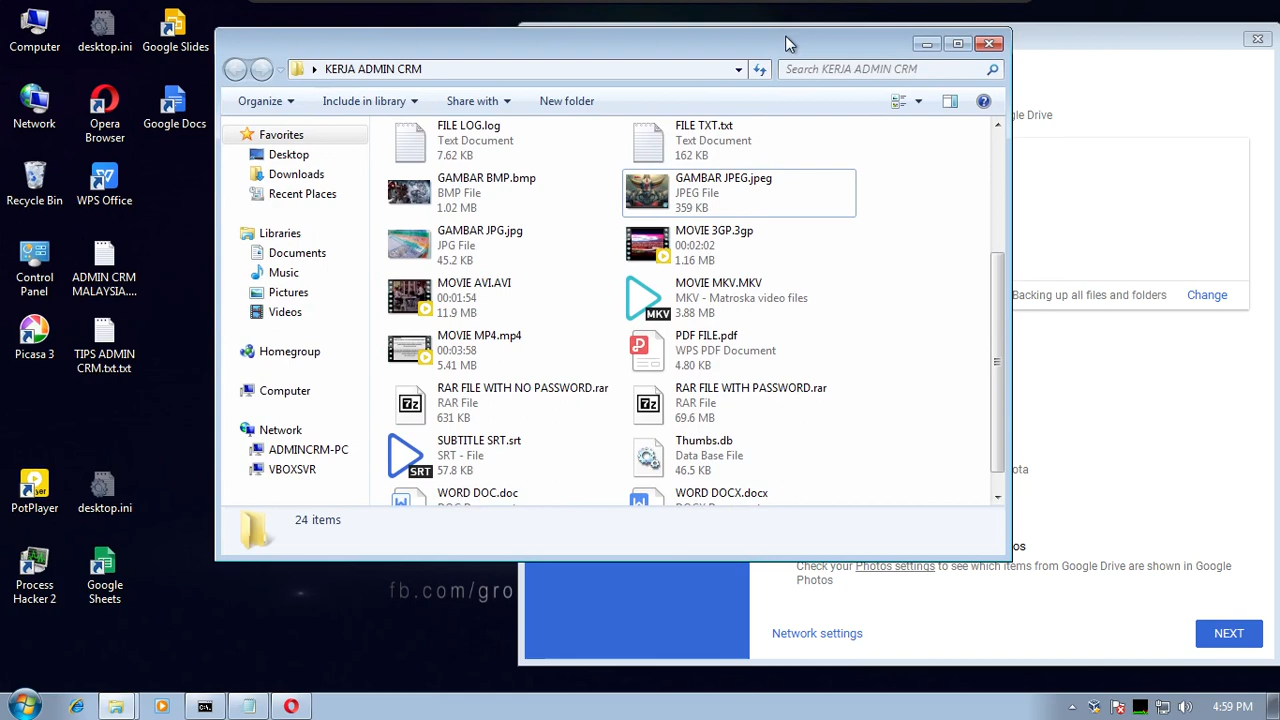 Computer
desktop.ini
Google Slides
Network
Opera Browser
Google Docs
Recycle Bin
WPS Office
Control Panel
ADMIN CRM MALAYSIA....
Picasa 3
TIPS ADMIN CRM.txt.txt
PotPlayer
desktop.ini
Process Hacker 2
Google Sheets
KERJA ADMIN CRM
Search KERJA ADMIN CRM
Organize
Include in library
Share with
New folder
Favorites
Desktop
Downloads
Recent Places
Libraries
Documents
Music
Pictures
Videos
Homegroup
Computer
Network
ADMINCRM-PC
VBOXSVR
FILE LOG.log
Text Document
7.62 KB
FILE TXT.txt
Text Document
162 KB
GAMBAR BMP.bmp
BMP File
1.02 MB
GAMBAR JPEG.jpeg
JPEG File
359 KB
GAMBAR JPG.jpg
JPG File
45.2 KB
MOVIE 3GP.3gp
00:02:02
1.16 MB
MOVIE AVI.AVI
00:01:54
11.9 MB
MKV
MOVIE MKV.MKV
MKV - Matroska video files
3.88 MB
MOVIE MP4.mp4
00:03:58
5.41 MB
PDF FILE.pdf
WPS PDF Document
4.80 KB
7z
RAR FILE WITH NO PASSWORD.rar
RAR File
631 KB
7z
RAR FILE WITH PASSWORD.rar
RAR File
69.6 MB
SRT
SUBTITLE SRT.srt
SRT - File
57.8 KB
Thumbs.db
Data Base File
46.5 KB
WORD DOC.doc
WORD DOCX.docx
24 items
fb.com/gro
gle Drive
Backing up all files and folders
Change
ota
os
Check your Photos settings to see which items from Google Drive are shown in Google
Photos
Network settings
NEXT
4:59 PM